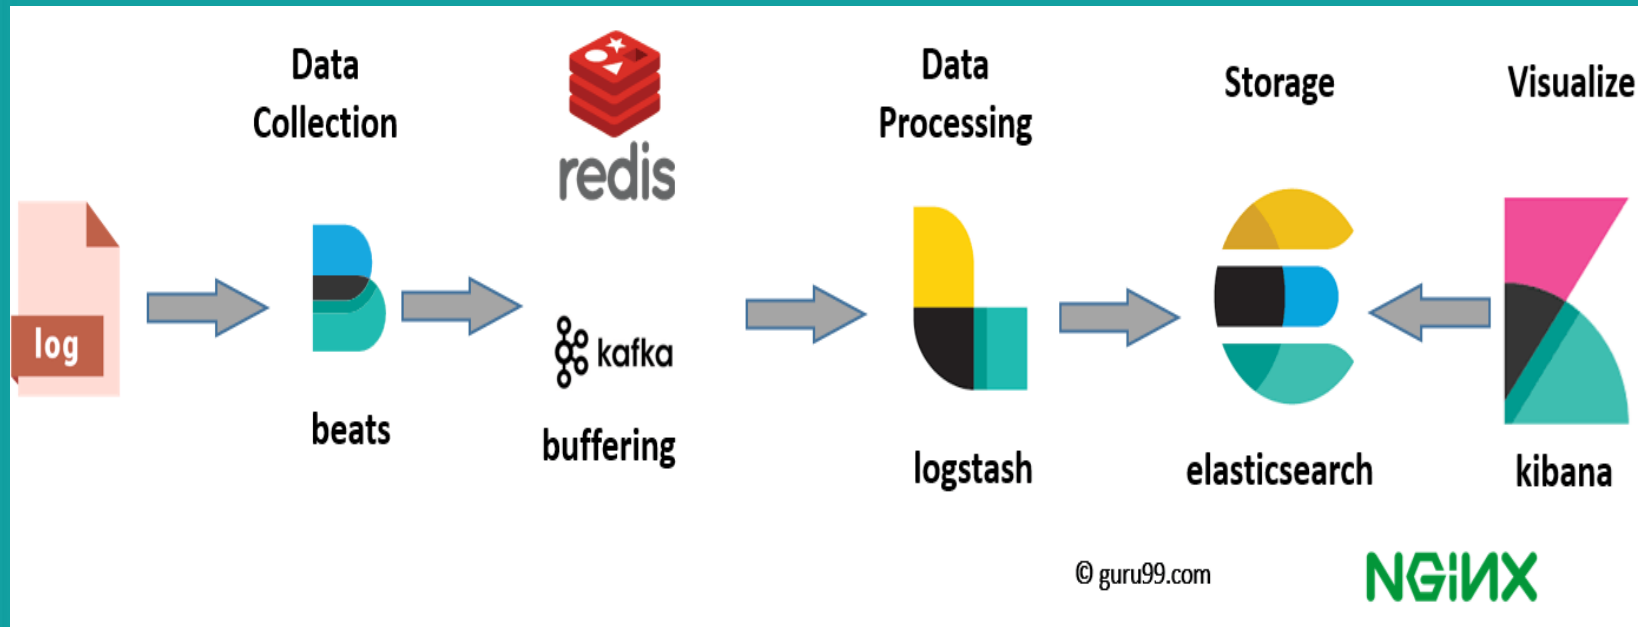 Data
Collection
redis
Data
Processing
Storage
Visualize
log
beats
kafka
buffering
logstash
elasticsearch
kibana
© guru99.com
NGINX